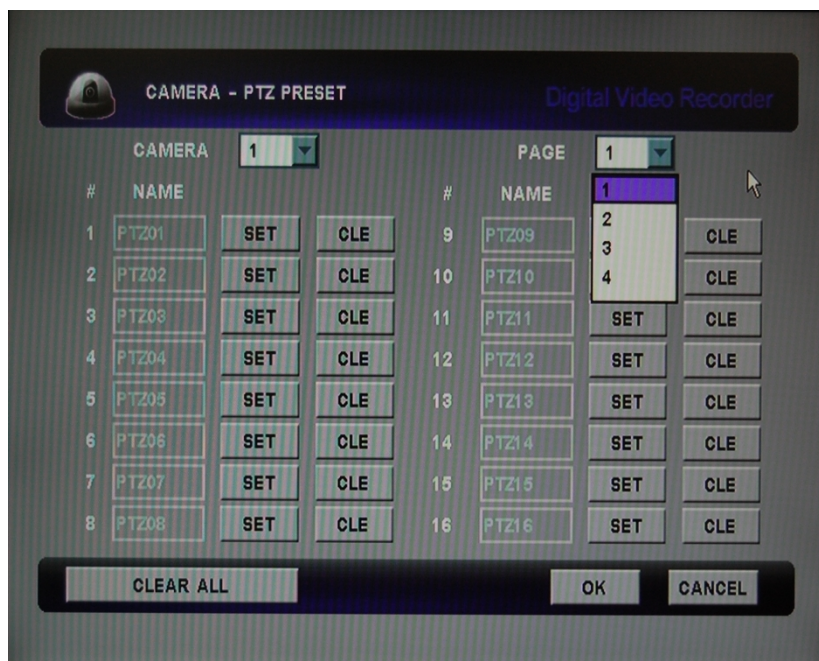 CAMERA - PTZ PRESET Digital Video Recorder
CAMERA 1 PAGE 1
# NAME # NAME 1
1 PTZ01 SET CLE 9 PTZ09 2 CLE
3
2 PTZ02 SET CLE 10 PTZ10 4 CLE
3 PTZ03 SET CLE 11 PTZ11 SET CLE
4 PTZ04 SET CLE 12 PTZ12 SET CLE
5 PTZ05 SET CLE 13 PTZ13 SET CLE
6 PTZ06 SET CLE 14 PTZ14 SET CLE
7 PTZ07 SET CLE 15 PTZ15 SET CLE
8 PTZ08 SET CLE 16 PTZ16 SET CLE
CLEAR ALL OK CANCEL